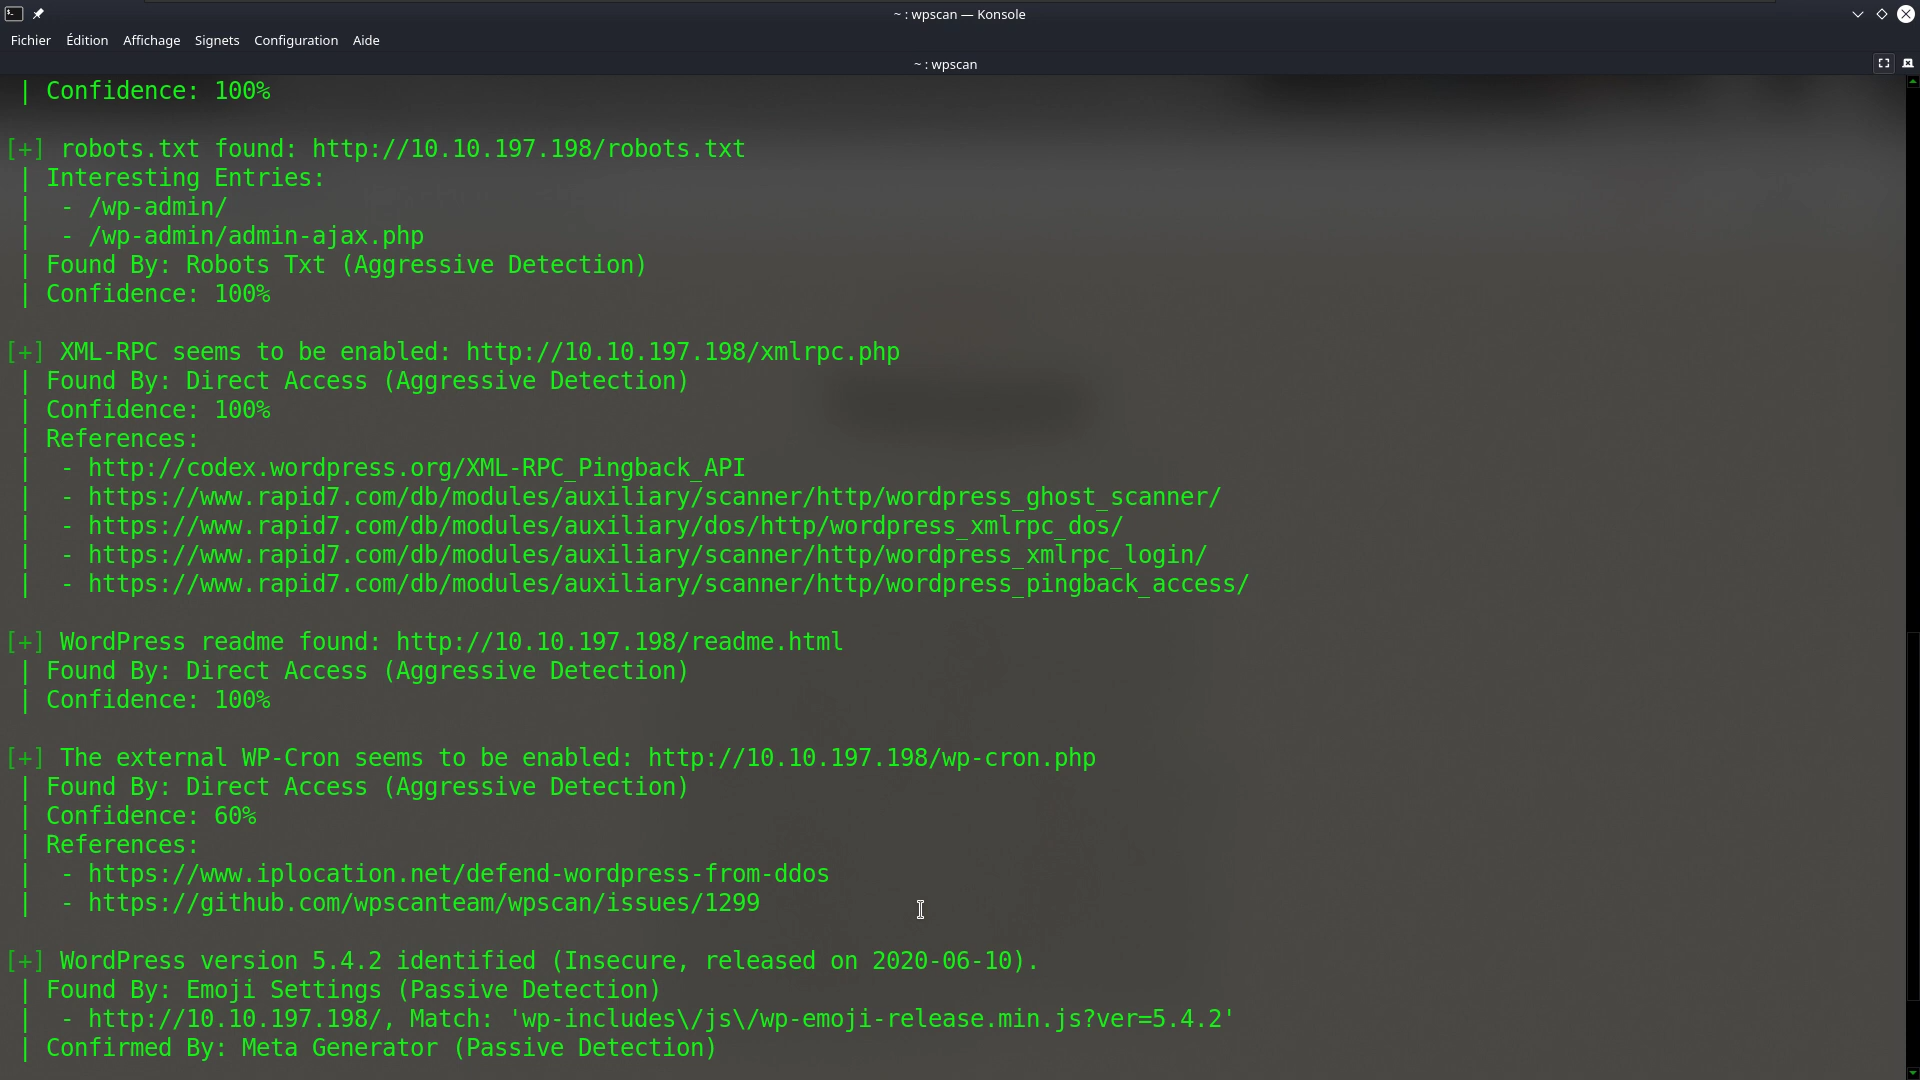 ~ : wpscan — Konsole
Fichier Édition Affichage Signets Configuration Aide
~ : wpscan
| Confidence: 100%
[+] robots.txt found: http://10.10.197.198/robots.txt
| Interesting Entries:
|  - /wp-admin/
|  - /wp-admin/admin-ajax.php
| Found By: Robots Txt (Aggressive Detection)
| Confidence: 100%
[+] XML-RPC seems to be enabled: http://10.10.197.198/xmlrpc.php
| Found By: Direct Access (Aggressive Detection)
| Confidence: 100%
| References:
|  - http://codex.wordpress.org/XML-RPC_Pingback_API
|  - https://www.rapid7.com/db/modules/auxiliary/scanner/http/wordpress_ghost_scanner/
|  - https://www.rapid7.com/db/modules/auxiliary/dos/http/wordpress_xmlrpc_dos/
|  - https://www.rapid7.com/db/modules/auxiliary/scanner/http/wordpress_xmlrpc_login/
|  - https://www.rapid7.com/db/modules/auxiliary/scanner/http/wordpress_pingback_access/
[+] WordPress readme found: http://10.10.197.198/readme.html
| Found By: Direct Access (Aggressive Detection)
| Confidence: 100%
[+] The external WP-Cron seems to be enabled: http://10.10.197.198/wp-cron.php
| Found By: Direct Access (Aggressive Detection)
| Confidence: 60%
| References:
|  - https://www.iplocation.net/defend-wordpress-from-ddos
|  - https://github.com/wpscanteam/wpscan/issues/1299
[+] WordPress version 5.4.2 identified (Insecure, released on 2020-06-10).
| Found By: Emoji Settings (Passive Detection)
|  - http://10.10.197.198/, Match: 'wp-includes\/js\/wp-emoji-release.min.js?ver=5.4.2'
| Confirmed By: Meta Generator (Passive Detection)